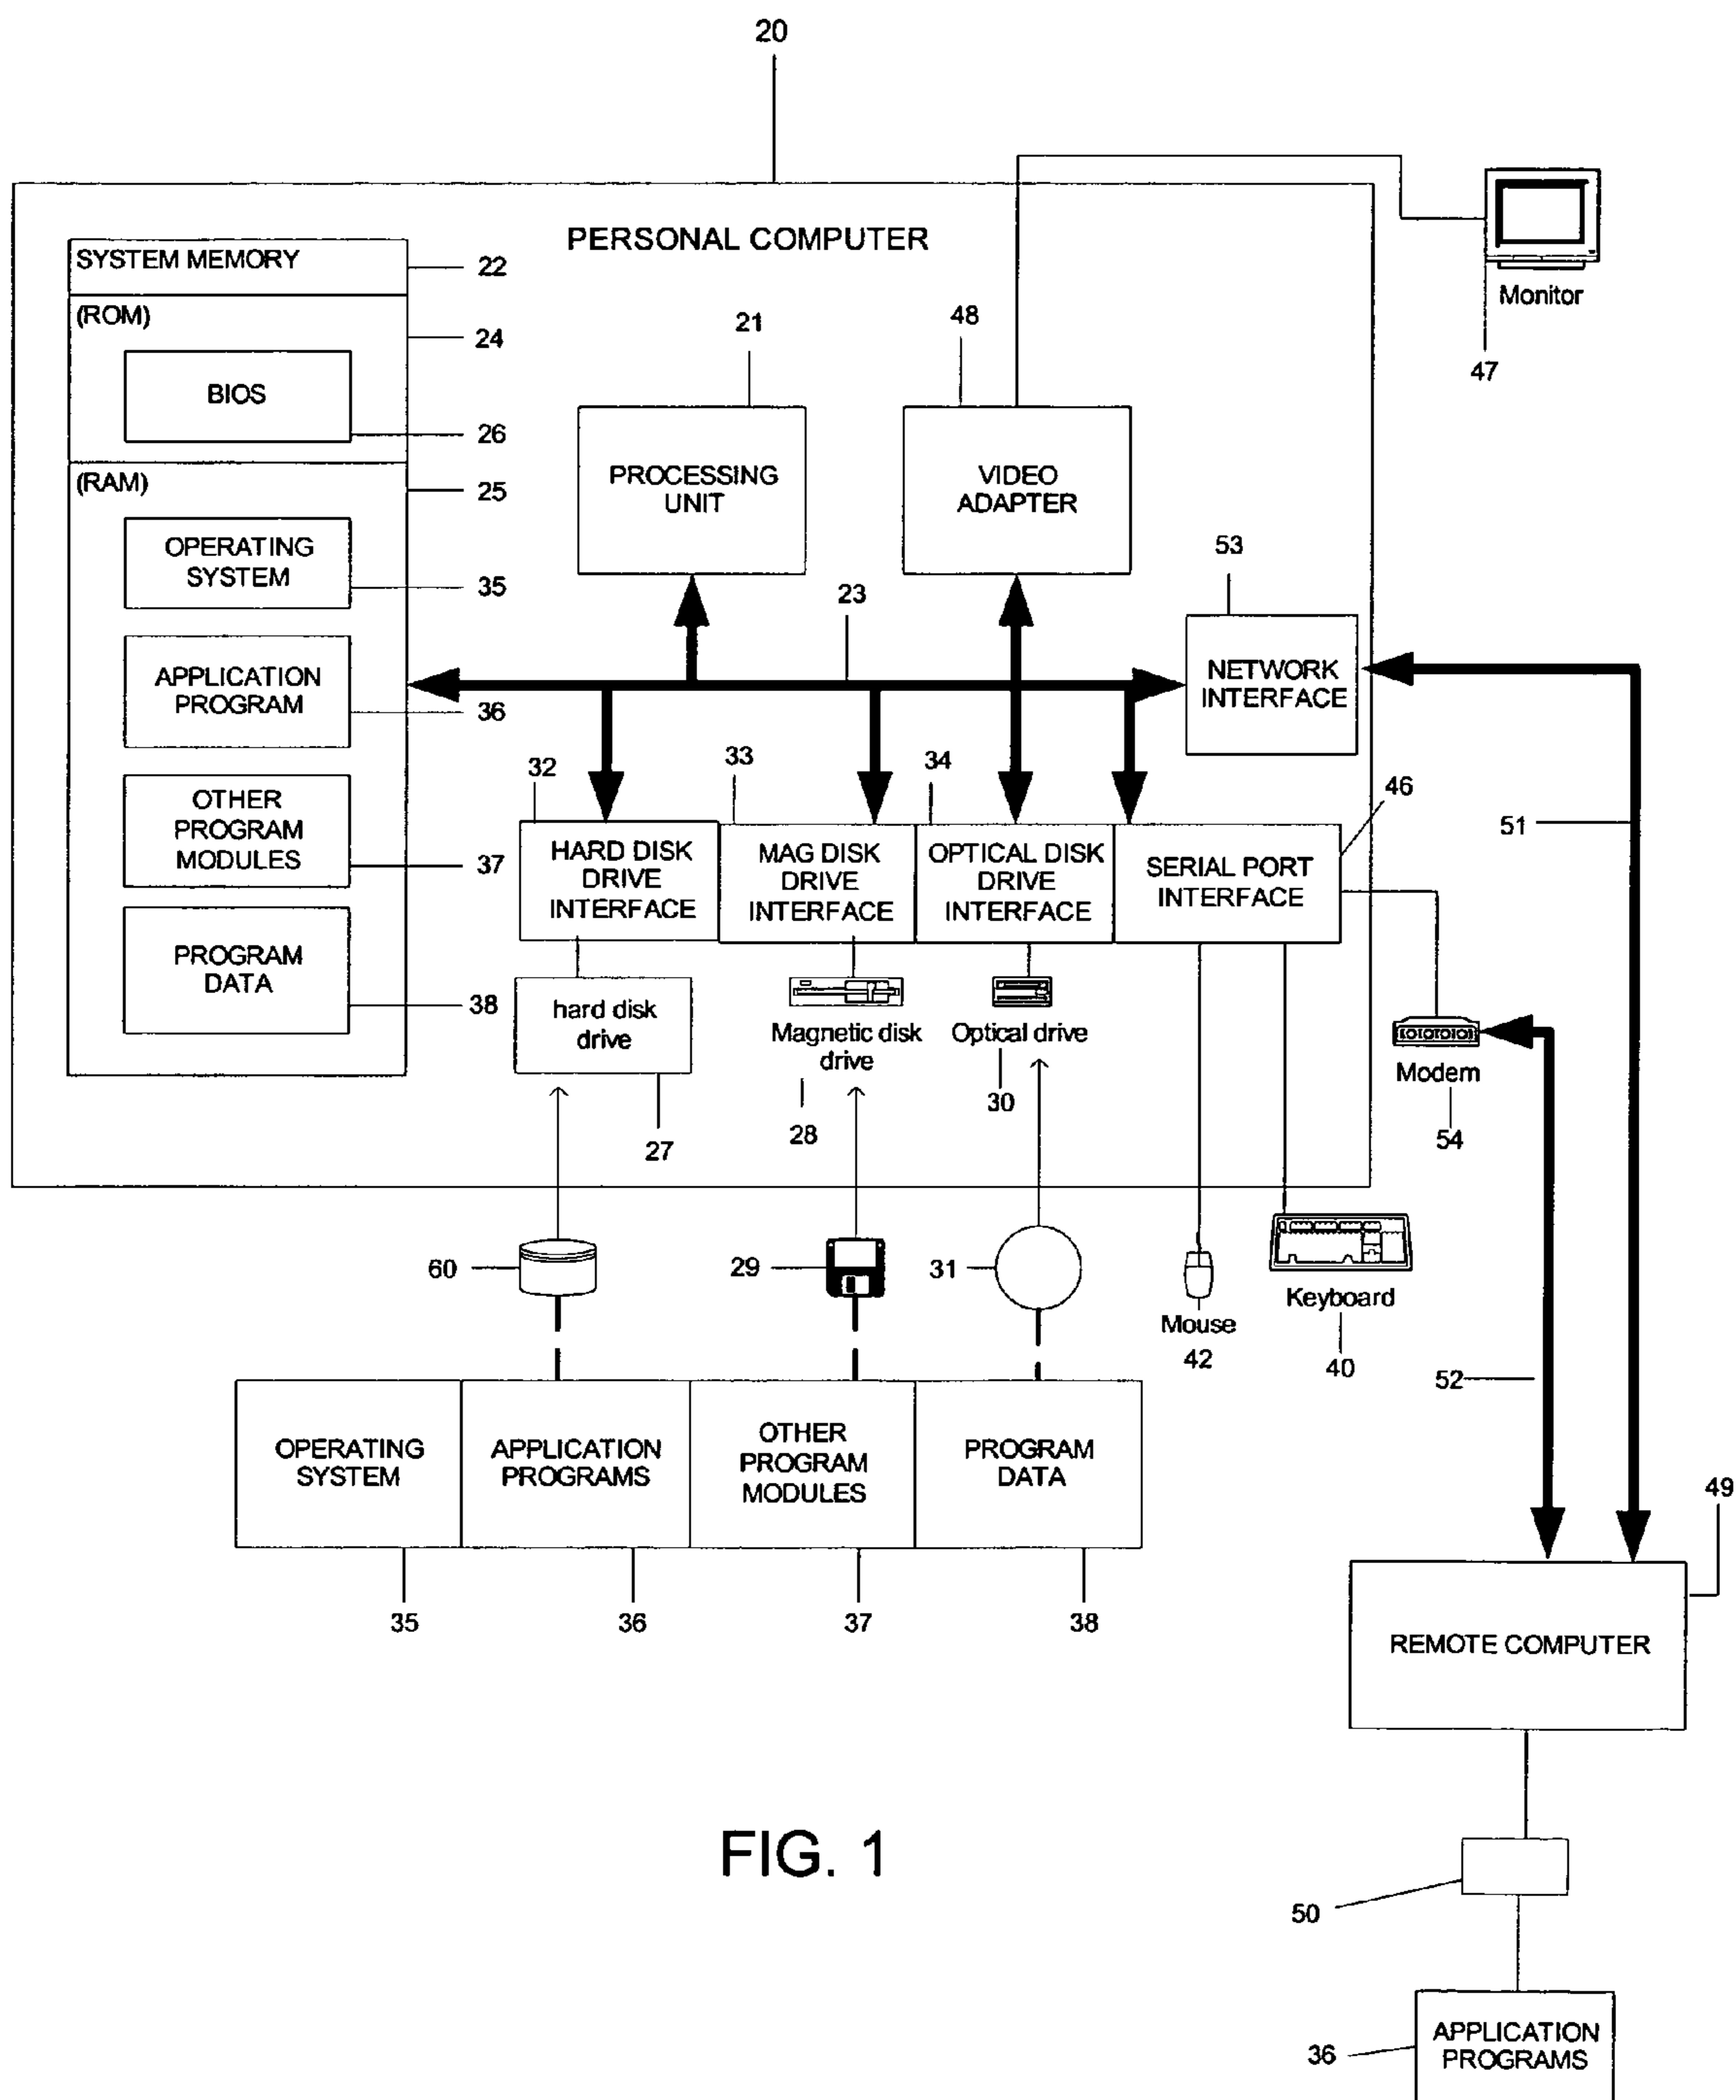 20
PERSONAL COMPUTER
SYSTEM MEMORY
22
(ROM)
24
BIOS
26
(RAM)
25
OPERATING
SYSTEM
35
APPLICATION
PROGRAM
36
OTHER
PROGRAM
MODULES
37
PROGRAM
DATA
38
21
PROCESSING
UNIT
48
VIDEO
ADAPTER
Monitor
47
23
53
NETWORK
INTERFACE
32
HARD DISK
DRIVE
INTERFACE
33
MAG DISK
DRIVE
INTERFACE
34
OPTICAL DISK
DRIVE
INTERFACE
46
SERIAL PORT
INTERFACE
51
hard disk
drive
27
Magnetic disk
drive
28
Optical drive
30
Modem
54
60
29
31
Mouse
42
Keyboard
40
52
OPERATING
SYSTEM
35
APPLICATION
PROGRAMS
36
OTHER
PROGRAM
MODULES
37
PROGRAM
DATA
38
49
REMOTE COMPUTER
50
36
APPLICATION
PROGRAMS
FIG. 1